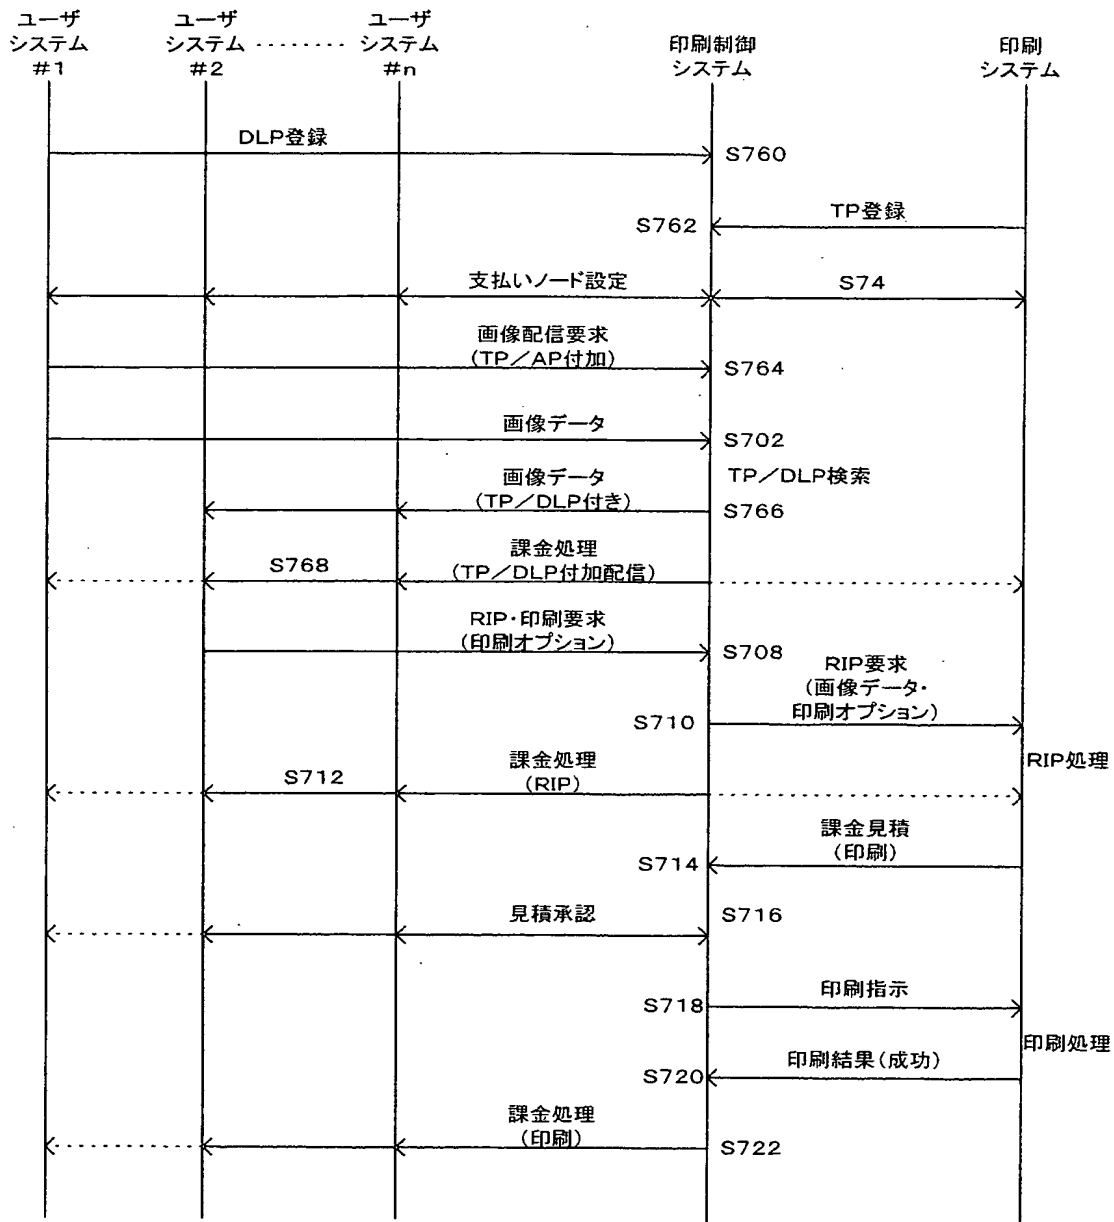 ユーザ
システム
#1
ユーザ
システム
#2
........
ユーザ
システム
#n
印刷制御
システム
印刷
システム
DLP登録
S760
TP登録
S762
支払いノード設定
S74
画像配信要求
(TP/AP付加)
S764
画像データ
S702
画像データ
(TP/DLP付き)
TP/DLP検索
S766
課金処理
(TP/DLP付加配信)
S768
RIP・印刷要求
(印刷オプション)
S708
RIP要求
(画像データ・
印刷オプション)
S710
RIP処理
課金処理
(RIP)
S712
課金見積
(印刷)
S714
見積承認
S716
印刷指示
S718
印刷処理
印刷結果(成功)
S720
課金処理
(印刷)
S722